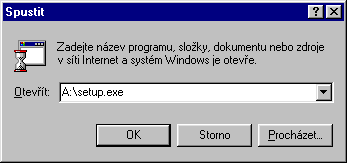 Spustit
Zadejte název programu, složky, dokumentu nebo zdroje
v síti Internet a systém Windows je otevře.
Otevřít: A:\setup.exe
OK Storno Procházet...